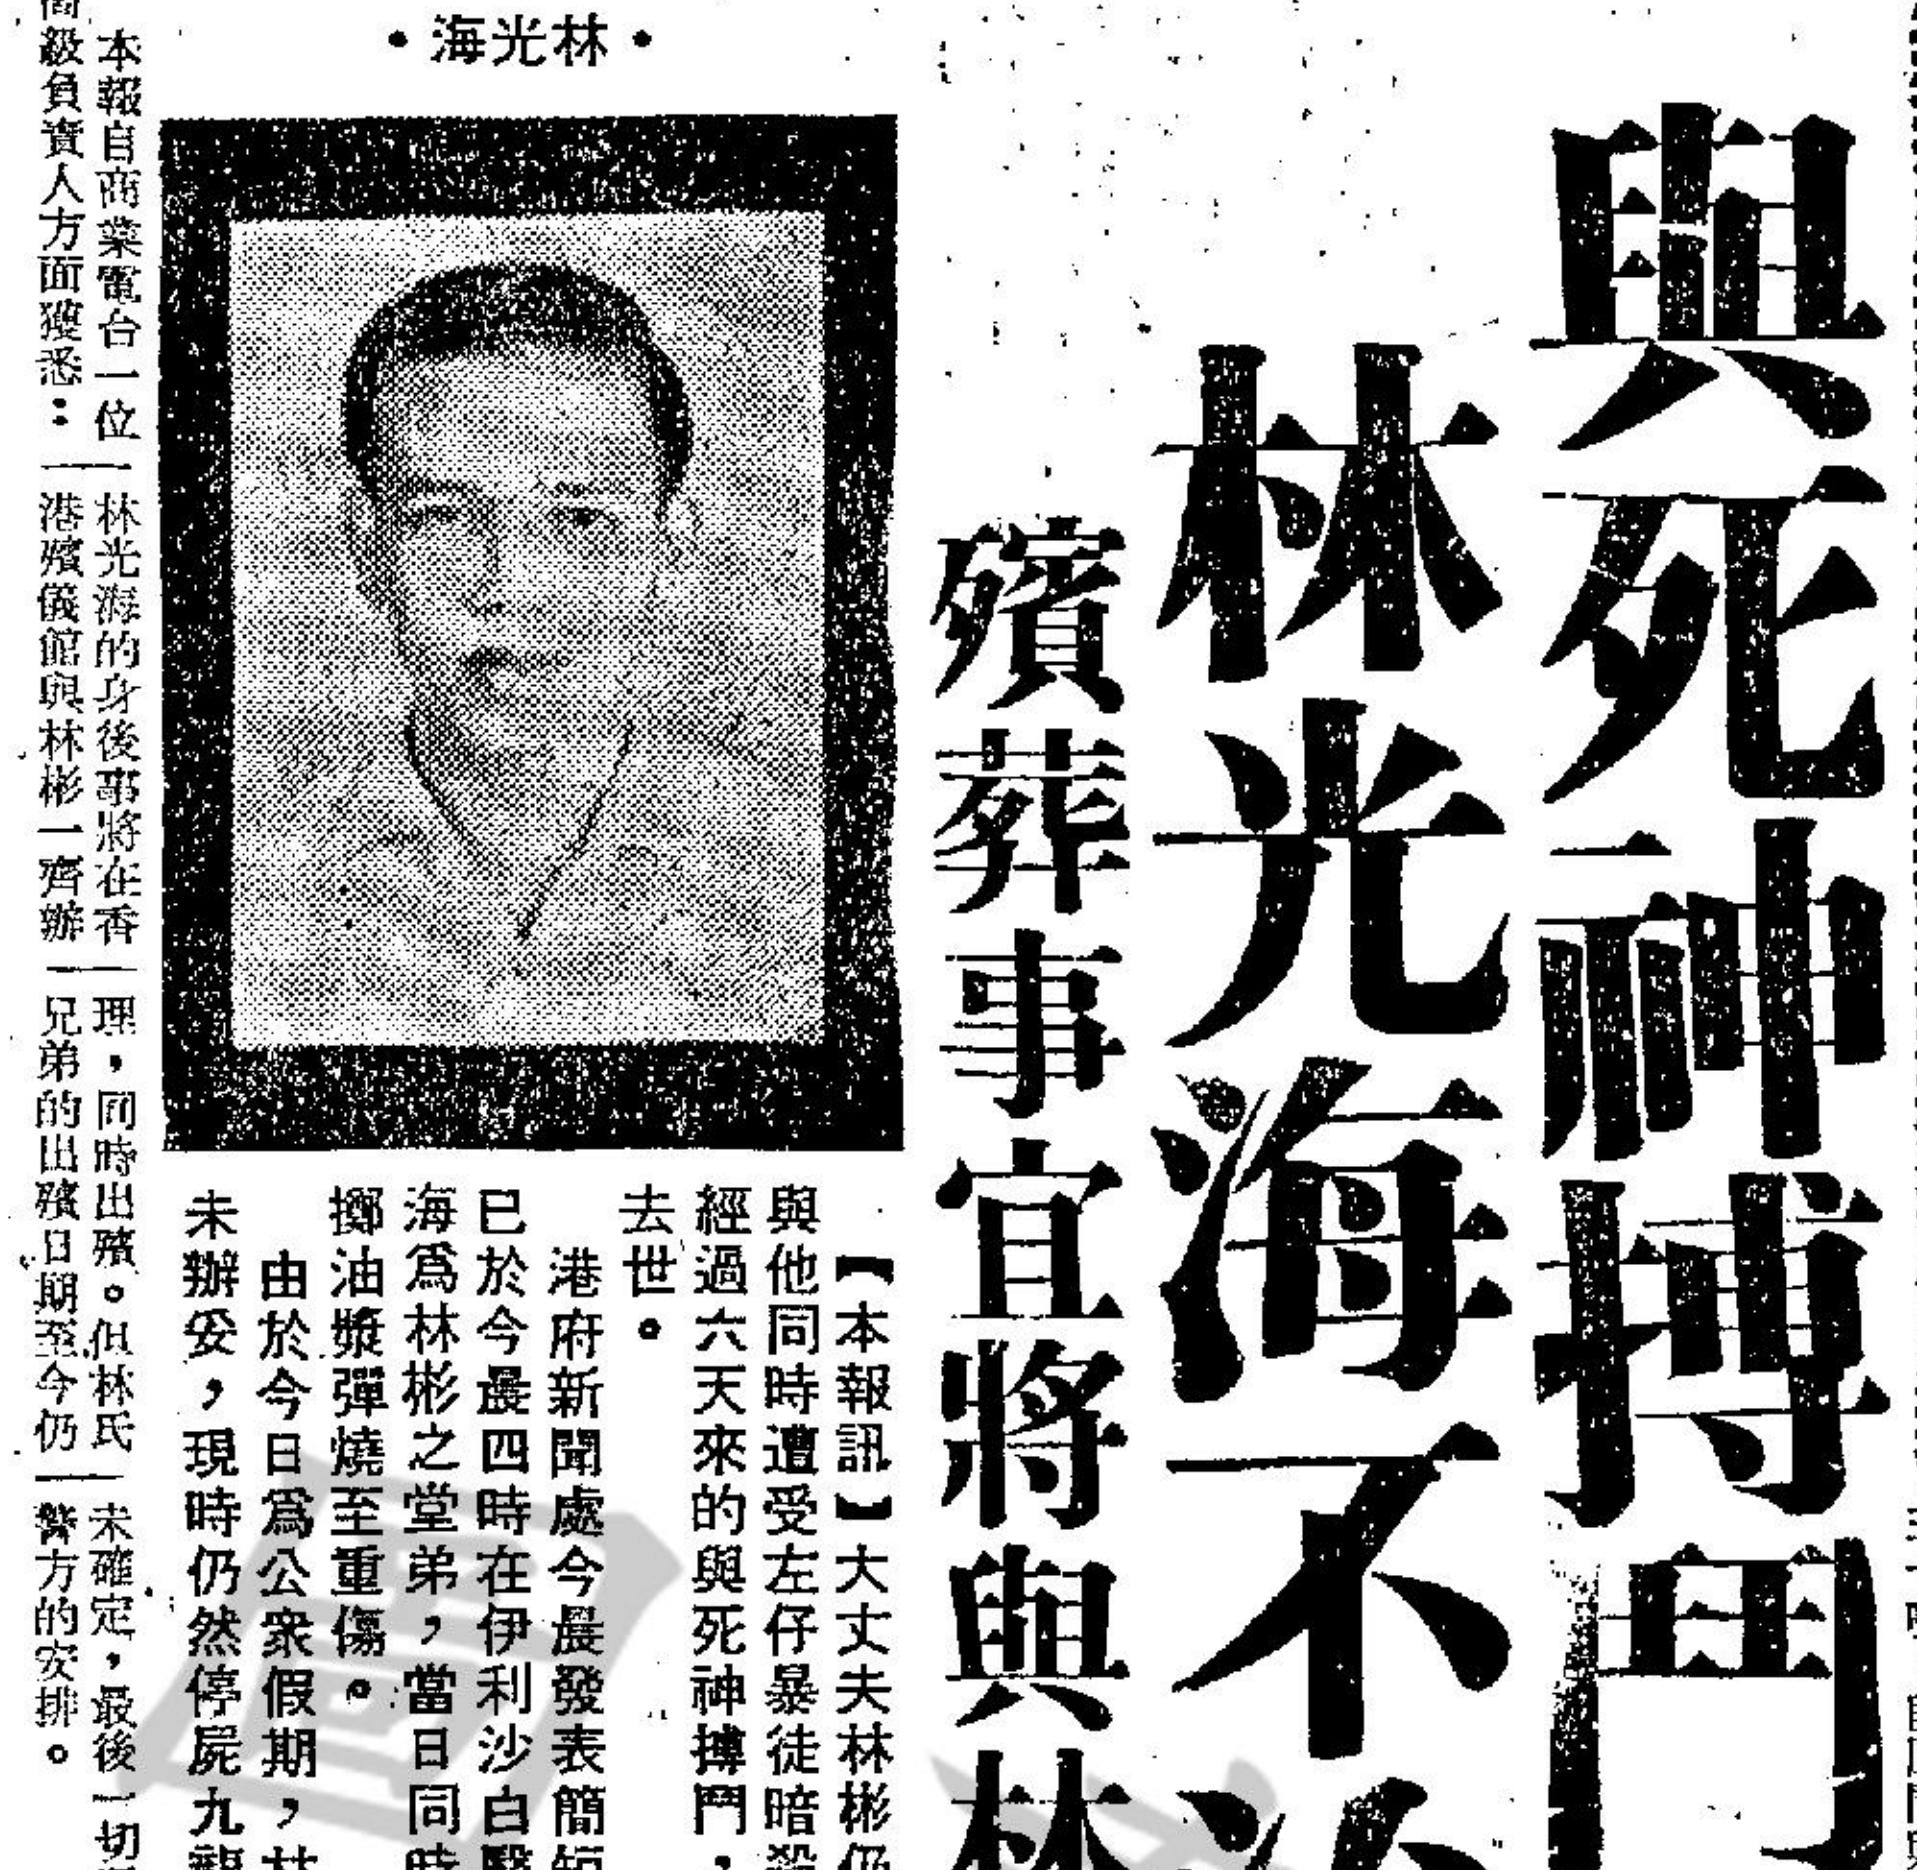 與死神搏鬥
林光海不治
殯葬事宜將與林
・林光海・
【本報訊】大丈夫林彬仍
與他同時遭受左仔暴徒暗殺
經過六天來的與死神搏鬥，
去世。
港府新聞處今晨發表簡短
已於今晨四時在伊利沙白醫
海爲林彬之堂弟，當日同時
擲油漿彈燒至重傷。
由於今日爲公衆假期，林
未辦妥，現時仍然停屍九龍
本報自商業電台一位
高級負責人方面獲悉：
林光海的身後事將在香
港殯儀館與林彬一齊辦
理，同時出殯。但林氏
兄弟的出殯日期至今仍
未確定，最後一切
警方的安排。